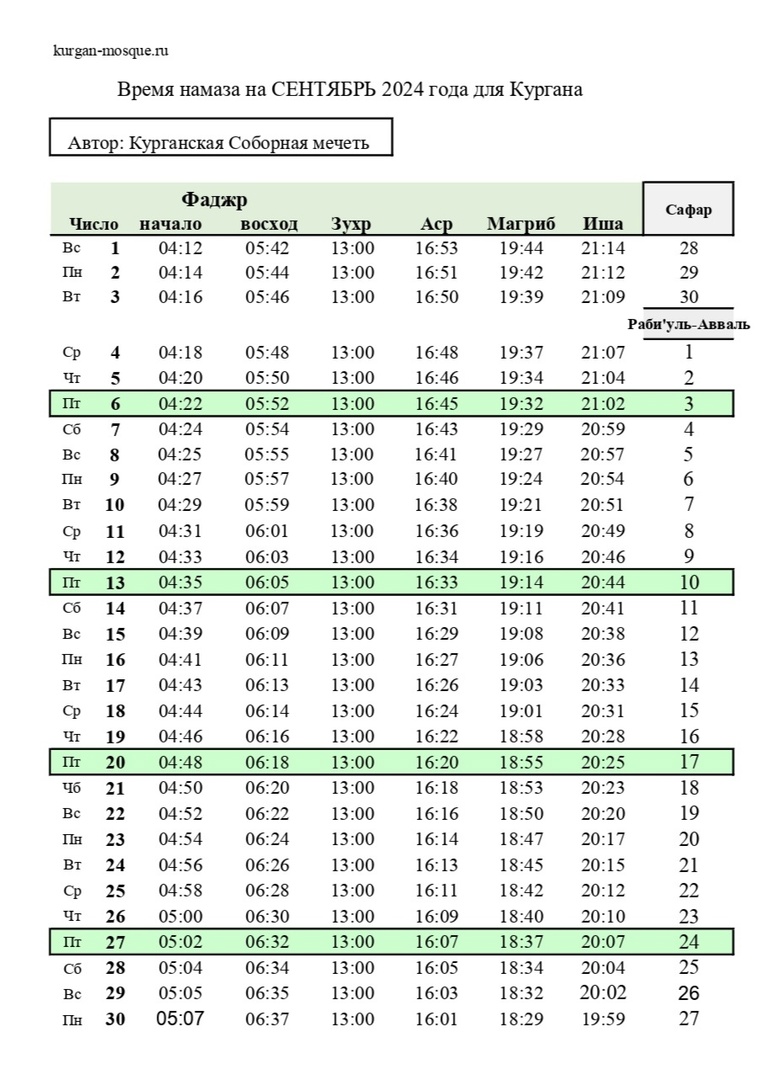 kurgan-mosque.ru
Время намаза на СЕНТЯБРЬ 2024 года для Кургана
Автор: Курганская Соборная мечеть
Фаджр
Сафар
Число начало восход Зухр Аср Магриб Иша
Вс 1 04:12 05:42 13:00 16:53 19:44 21:14 28
Пн 2 04:14 05:44 13:00 16:51 19:42 21:12 29
Вт 3 04:16 05:46 13:00 16:50 19:39 21:09 30
Раби'уль-Авваль
Ср 4 04:18 05:48 13:00 16:48 19:37 21:07 1
Чт 5 04:20 05:50 13:00 16:46 19:34 21:04 2
Пт 6 04:22 05:52 13:00 16:45 19:32 21:02 3
Сб 7 04:24 05:54 13:00 16:43 19:29 20:59 4
Вс 8 04:25 05:55 13:00 16:41 19:27 20:57 5
Пн 9 04:27 05:57 13:00 16:40 19:24 20:54 6
Вт 10 04:29 05:59 13:00 16:38 19:21 20:51 7
Ср 11 04:31 06:01 13:00 16:36 19:19 20:49 8
Чт 12 04:33 06:03 13:00 16:34 19:16 20:46 9
Пт 13 04:35 06:05 13:00 16:33 19:14 20:44 10
Сб 14 04:37 06:07 13:00 16:31 19:11 20:41 11
Вс 15 04:39 06:09 13:00 16:29 19:08 20:38 12
Пн 16 04:41 06:11 13:00 16:27 19:06 20:36 13
Вт 17 04:43 06:13 13:00 16:26 19:03 20:33 14
Ср 18 04:44 06:14 13:00 16:24 19:01 20:31 15
Чт 19 04:46 06:16 13:00 16:22 18:58 20:28 16
Пт 20 04:48 06:18 13:00 16:20 18:55 20:25 17
Чб 21 04:50 06:20 13:00 16:18 18:53 20:23 18
Вс 22 04:52 06:22 13:00 16:16 18:50 20:20 19
Пн 23 04:54 06:24 13:00 16:14 18:47 20:17 20
Вт 24 04:56 06:26 13:00 16:13 18:45 20:15 21
Ср 25 04:58 06:28 13:00 16:11 18:42 20:12 22
Чт 26 05:00 06:30 13:00 16:09 18:40 20:10 23
Пт 27 05:02 06:32 13:00 16:07 18:37 20:07 24
Сб 28 05:04 06:34 13:00 16:05 18:34 20:04 25
Вс 29 05:05 06:35 13:00 16:03 18:32 20:02 26
Пн 30 05:07 06:37 13:00 16:01 18:29 19:59 27